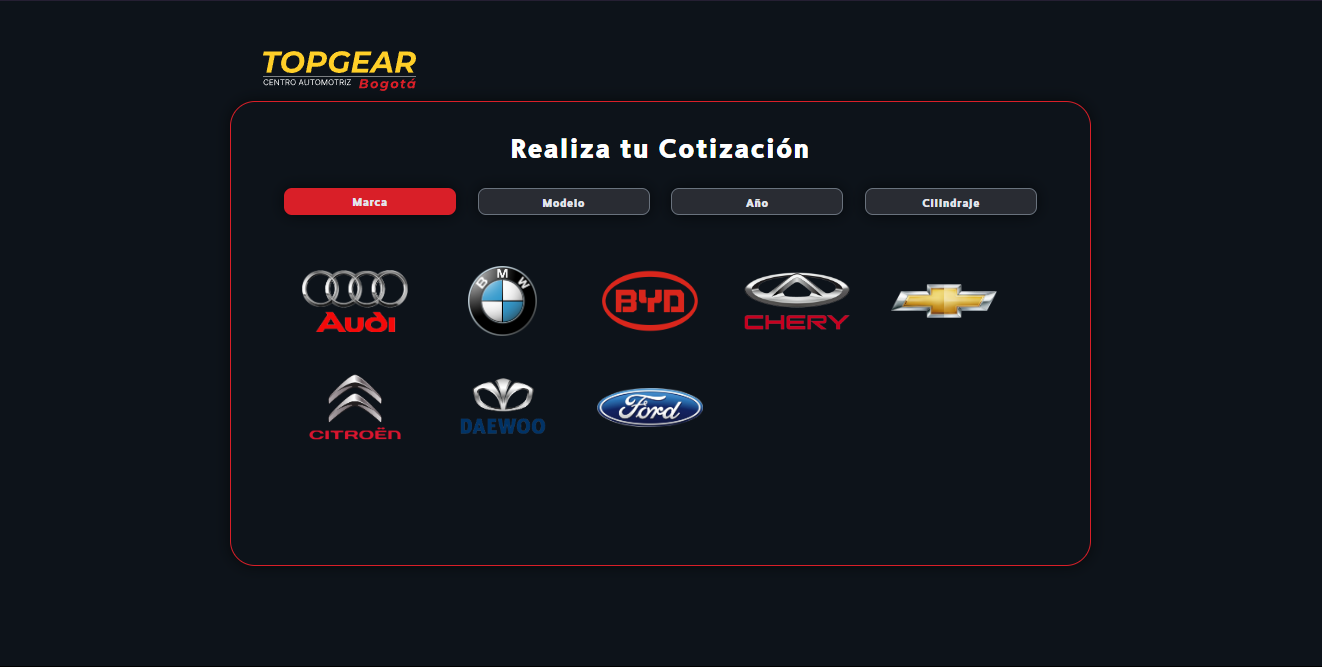 TOPGEAR
CENTRO AUTOMOTRIZ Bogotá
Realiza tu Cotización
Marca Modelo Año Cilindraje
Audi BMW BYD CHERY
CITROËN DAEWOO Ford